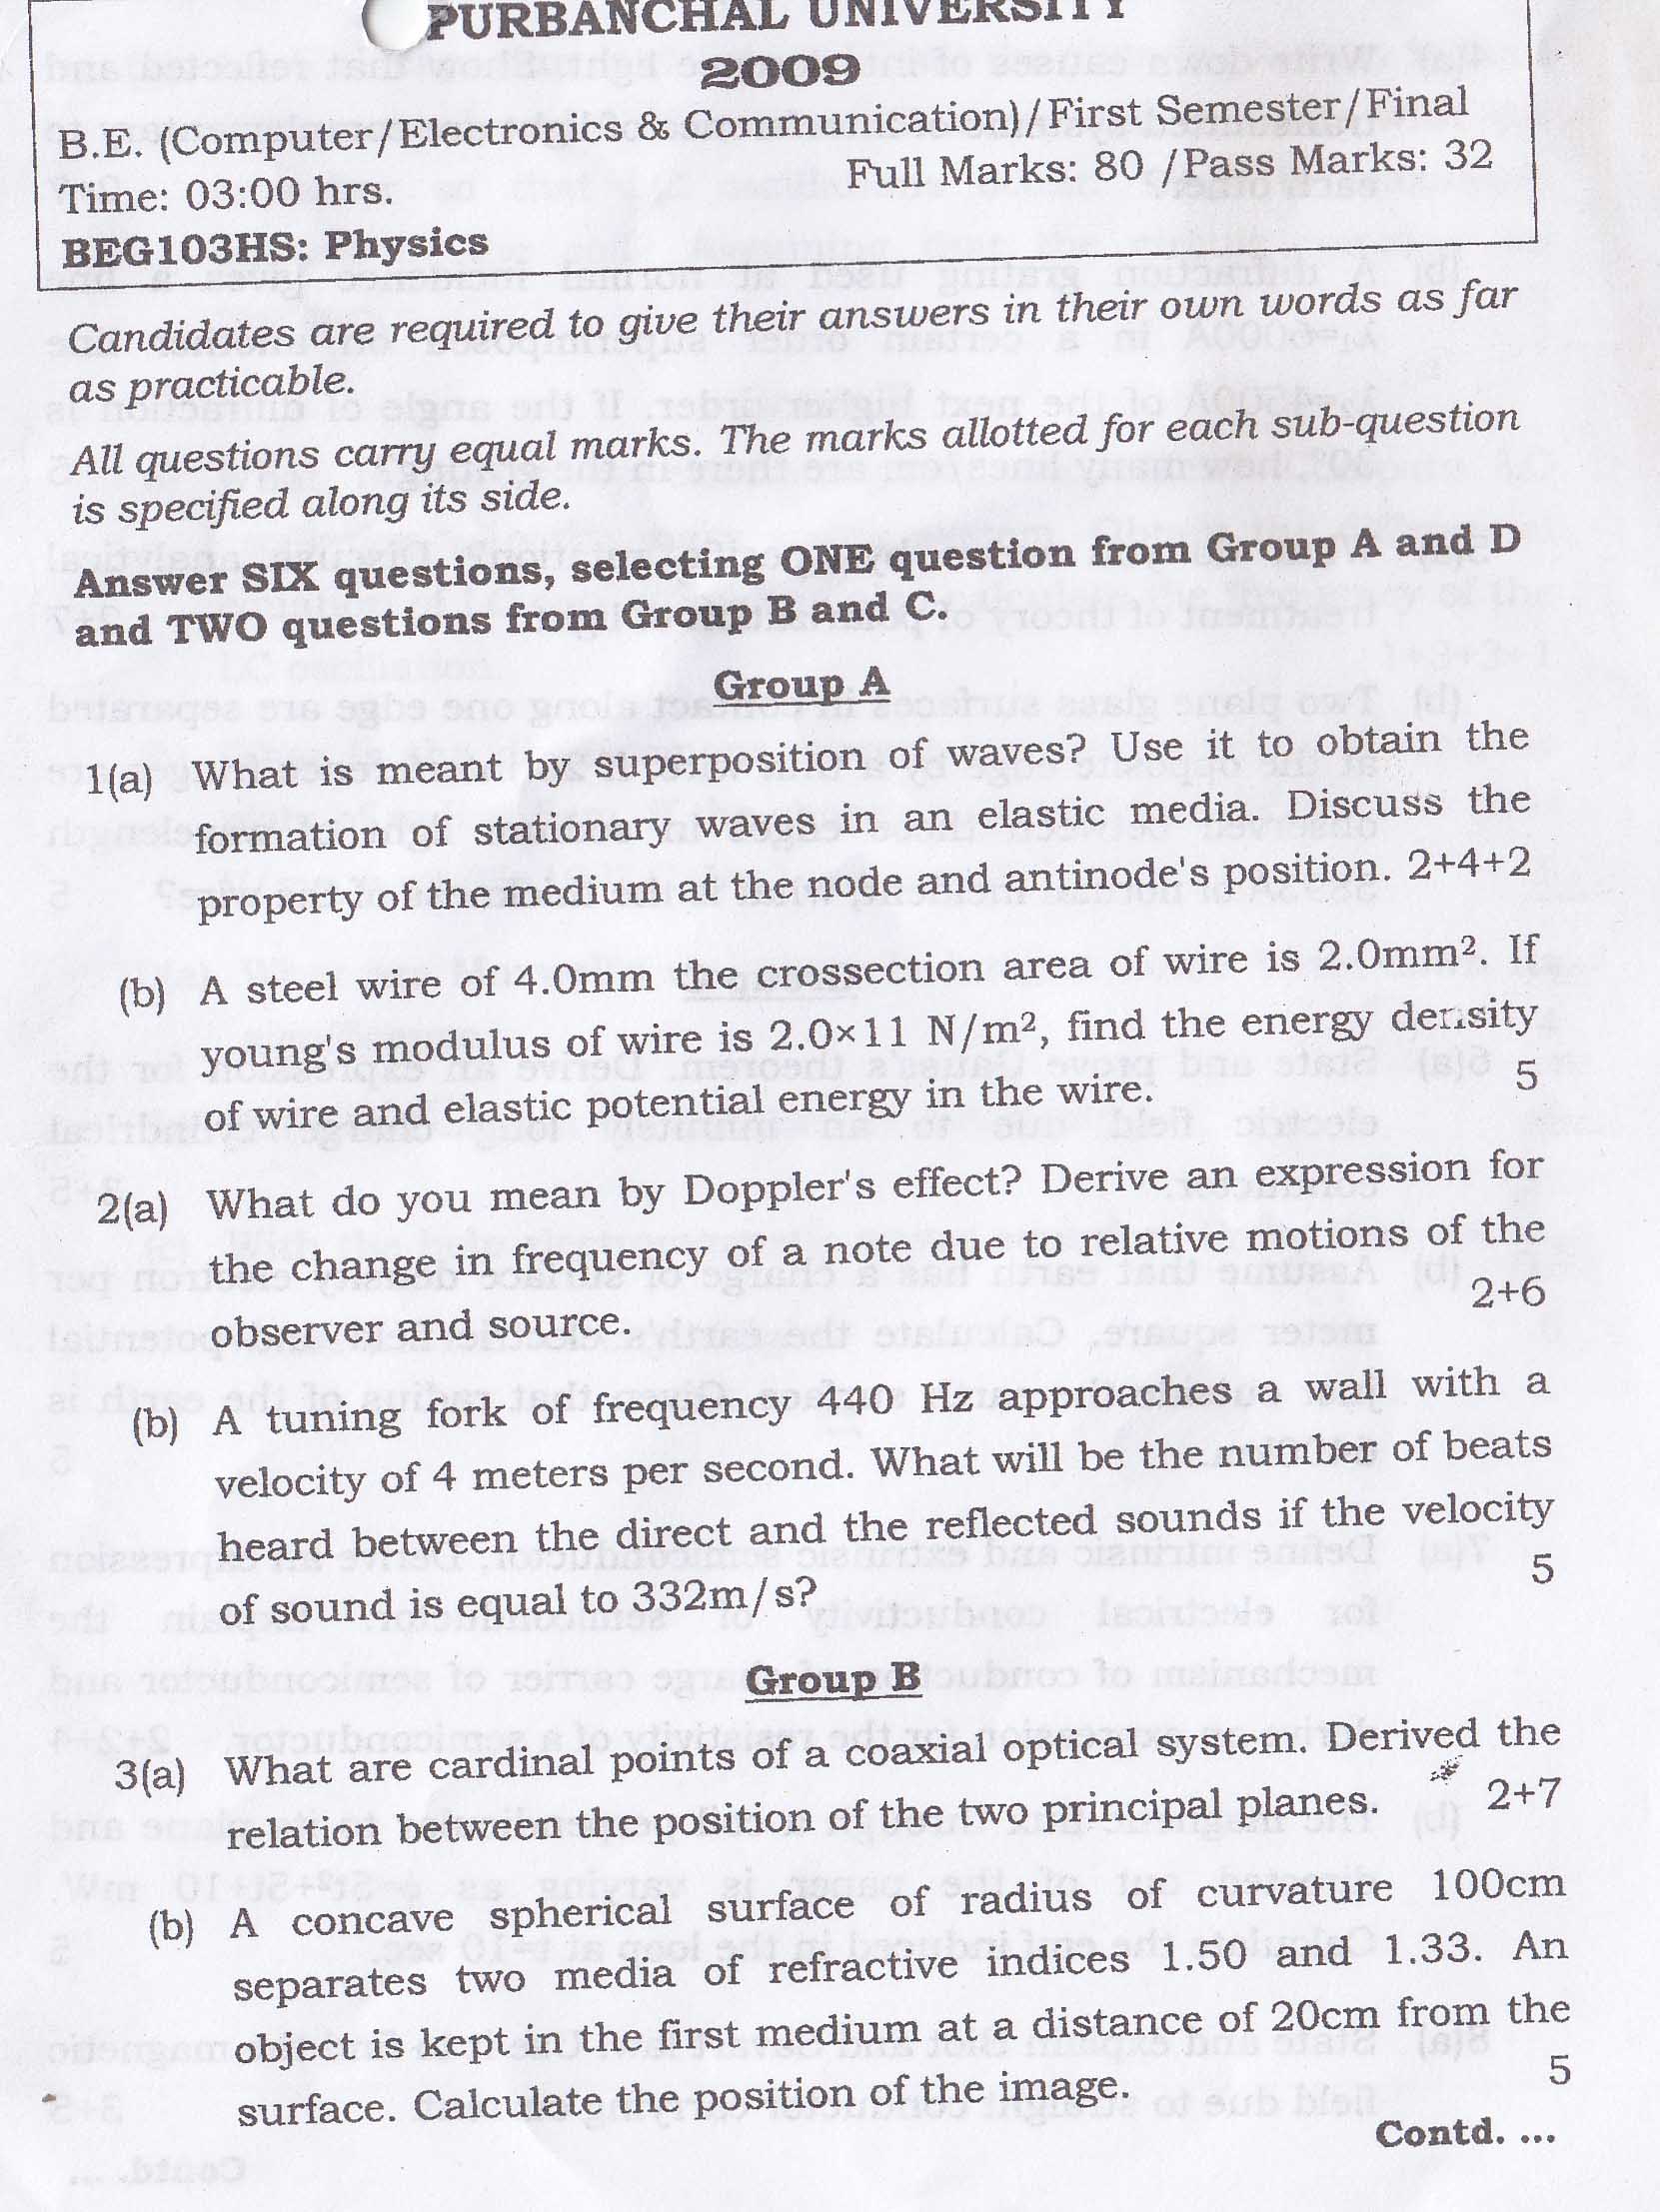 PURBANCHAL UNIVERSITY
2009
B.E. (Computer/Electronics & Communication)/First Semester/Final
Time: 03:00 hrs.
Full Marks: 80 /Pass Marks: 32
BEG103HS: Physics
Candidates are required to give their answers in their own words as far
as practicable.
All questions carry equal marks. The marks allotted for each sub-question
is specified along its side.
Answer SIX questions, selecting ONE question from Group A and D
and TWO questions from Group B and C.
Group A
1(a) What is meant by superposition of waves? Use it to obtain the
formation of stationary waves in an elastic media. Discuss the
property of the medium at the node and antinode's position. 2+4+2
(b) A steel wire of 4.0mm the crossection area of wire is 2.0mm². If
young's modulus of wire is 2.0×11 N/m², find the energy density
of wire and elastic potential energy in the wire. 5
2(a) What do you mean by Doppler's effect? Derive an expression for
the change in frequency of a note due to relative motions of the
observer and source. 2+6
(b) A tuning fork of frequency 440 Hz approaches a wall with a
velocity of 4 meters per second. What will be the number of beats
heard between the direct and the reflected sounds if the velocity
of sound is equal to 332m/s? 5
Group B
3(a) What are cardinal points of a coaxial optical system. Derived the
relation between the position of the two principal planes. 2+7
(b) A concave spherical surface of radius of curvature 100cm
separates two media of refractive indices 1.50 and 1.33. An
object is kept in the first medium at a distance of 20cm from the
surface. Calculate the position of the image. 5
Contd. ...